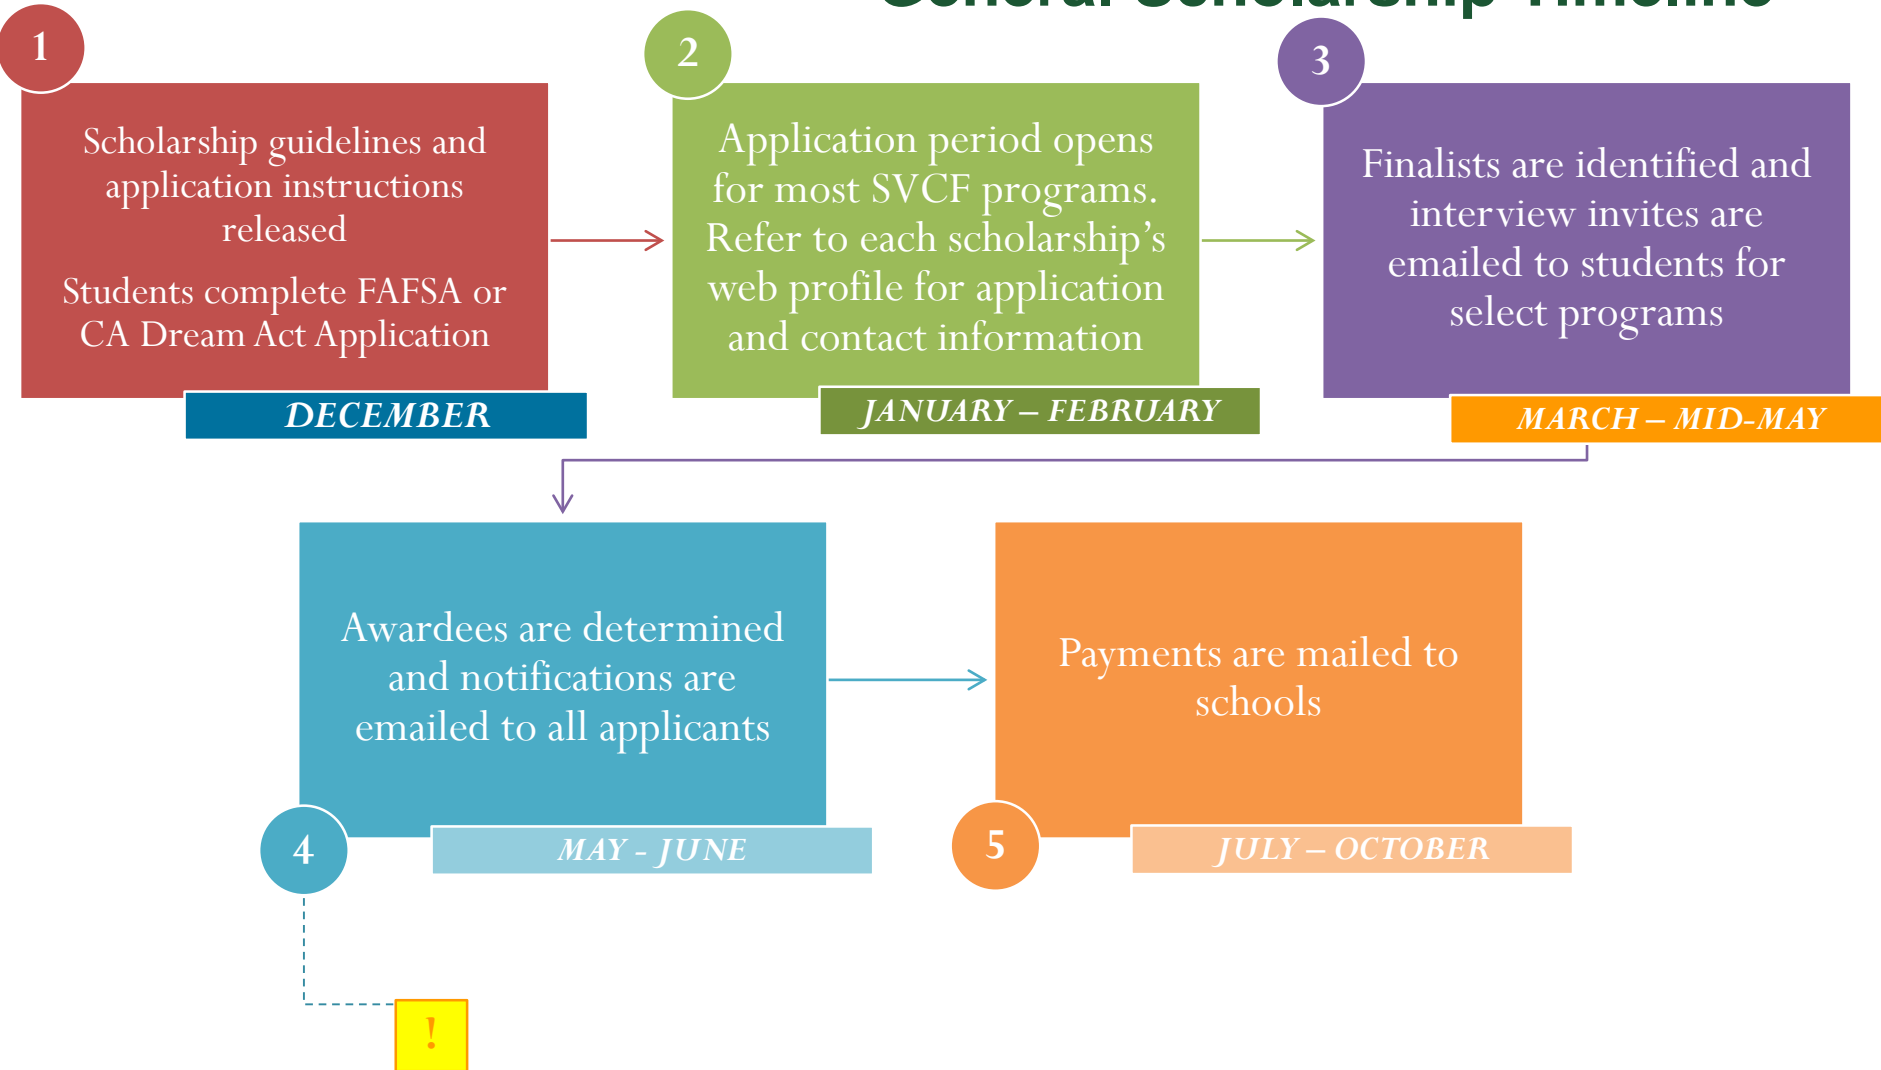 General Scholarship Timeline
1
Scholarship guidelines and
application instructions
released
Students complete FAFSA or
CA Dream Act Application
DECEMBER
2
Application period opens
for most SVCF programs.
Refer to each scholarship's
web profile for application
and contact information
JANUARY – FEBRUARY
3
Finalists are identified and
interview invites are
emailed to students for
select programs
MARCH – MID-MAY
4
Awardees are determined
and notifications are
emailed to all applicants
MAY - JUNE
5
Payments are mailed to
schools
JULY – OCTOBER
!